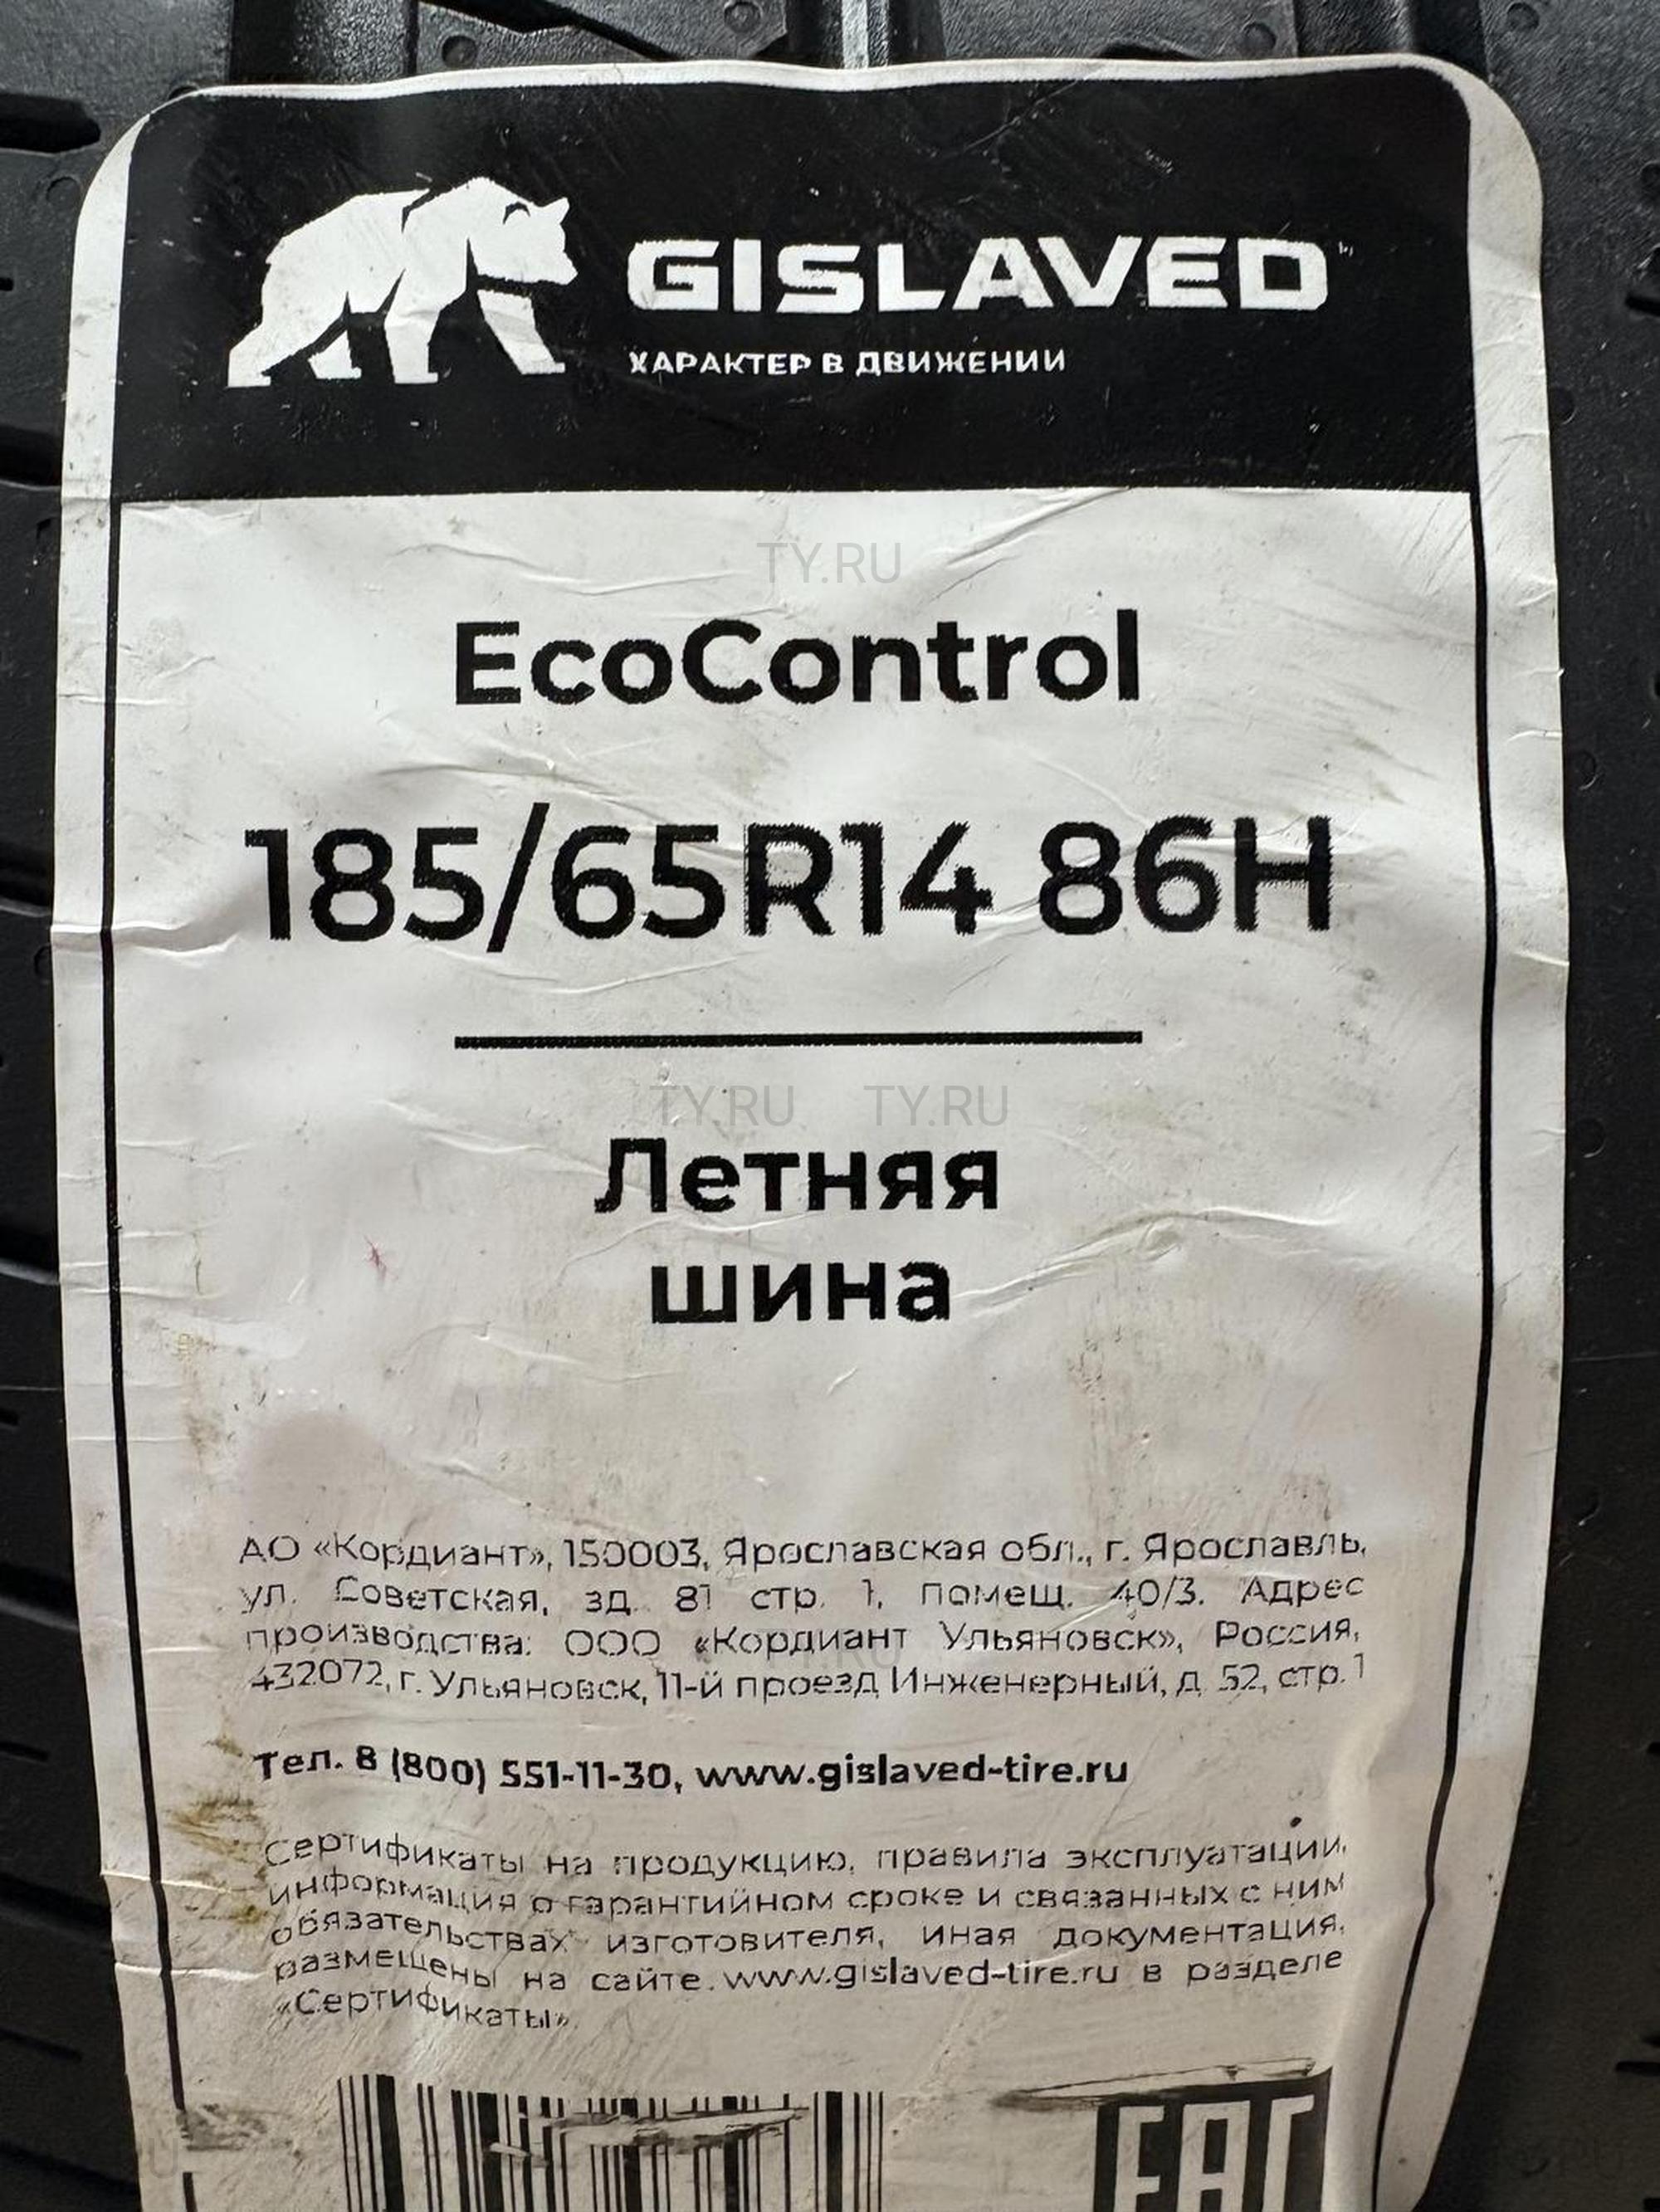 GISLAVED
ХАРАКТЕР В ДВИЖЕНИИ
TY.RU
EcoControl
185/65R14 86H
TY.RU TY.RU
Летняя
шина
АО «Кордиант», 150003, Ярославская обл., г. Ярославль,
ул. Советская, зд. 81 стр. 1, помещ. 40/3. Адрес
производства: ООО «Кордиант Ульяновск», Россия,
432072, г. Ульяновск, 11-й проезд Инженерный, д. 52, стр. 1
Тел. 8 (800) 551-11-30, www.gislaved-tire.ru
Сертификаты на продукцию, правила эксплуатации,
информация о гарантийном сроке и связанных с ним
обязательствах изготовителя, иная документация,
размещены на сайте www.gislaved-tire.ru в разделе
«Сертификаты».
EAC